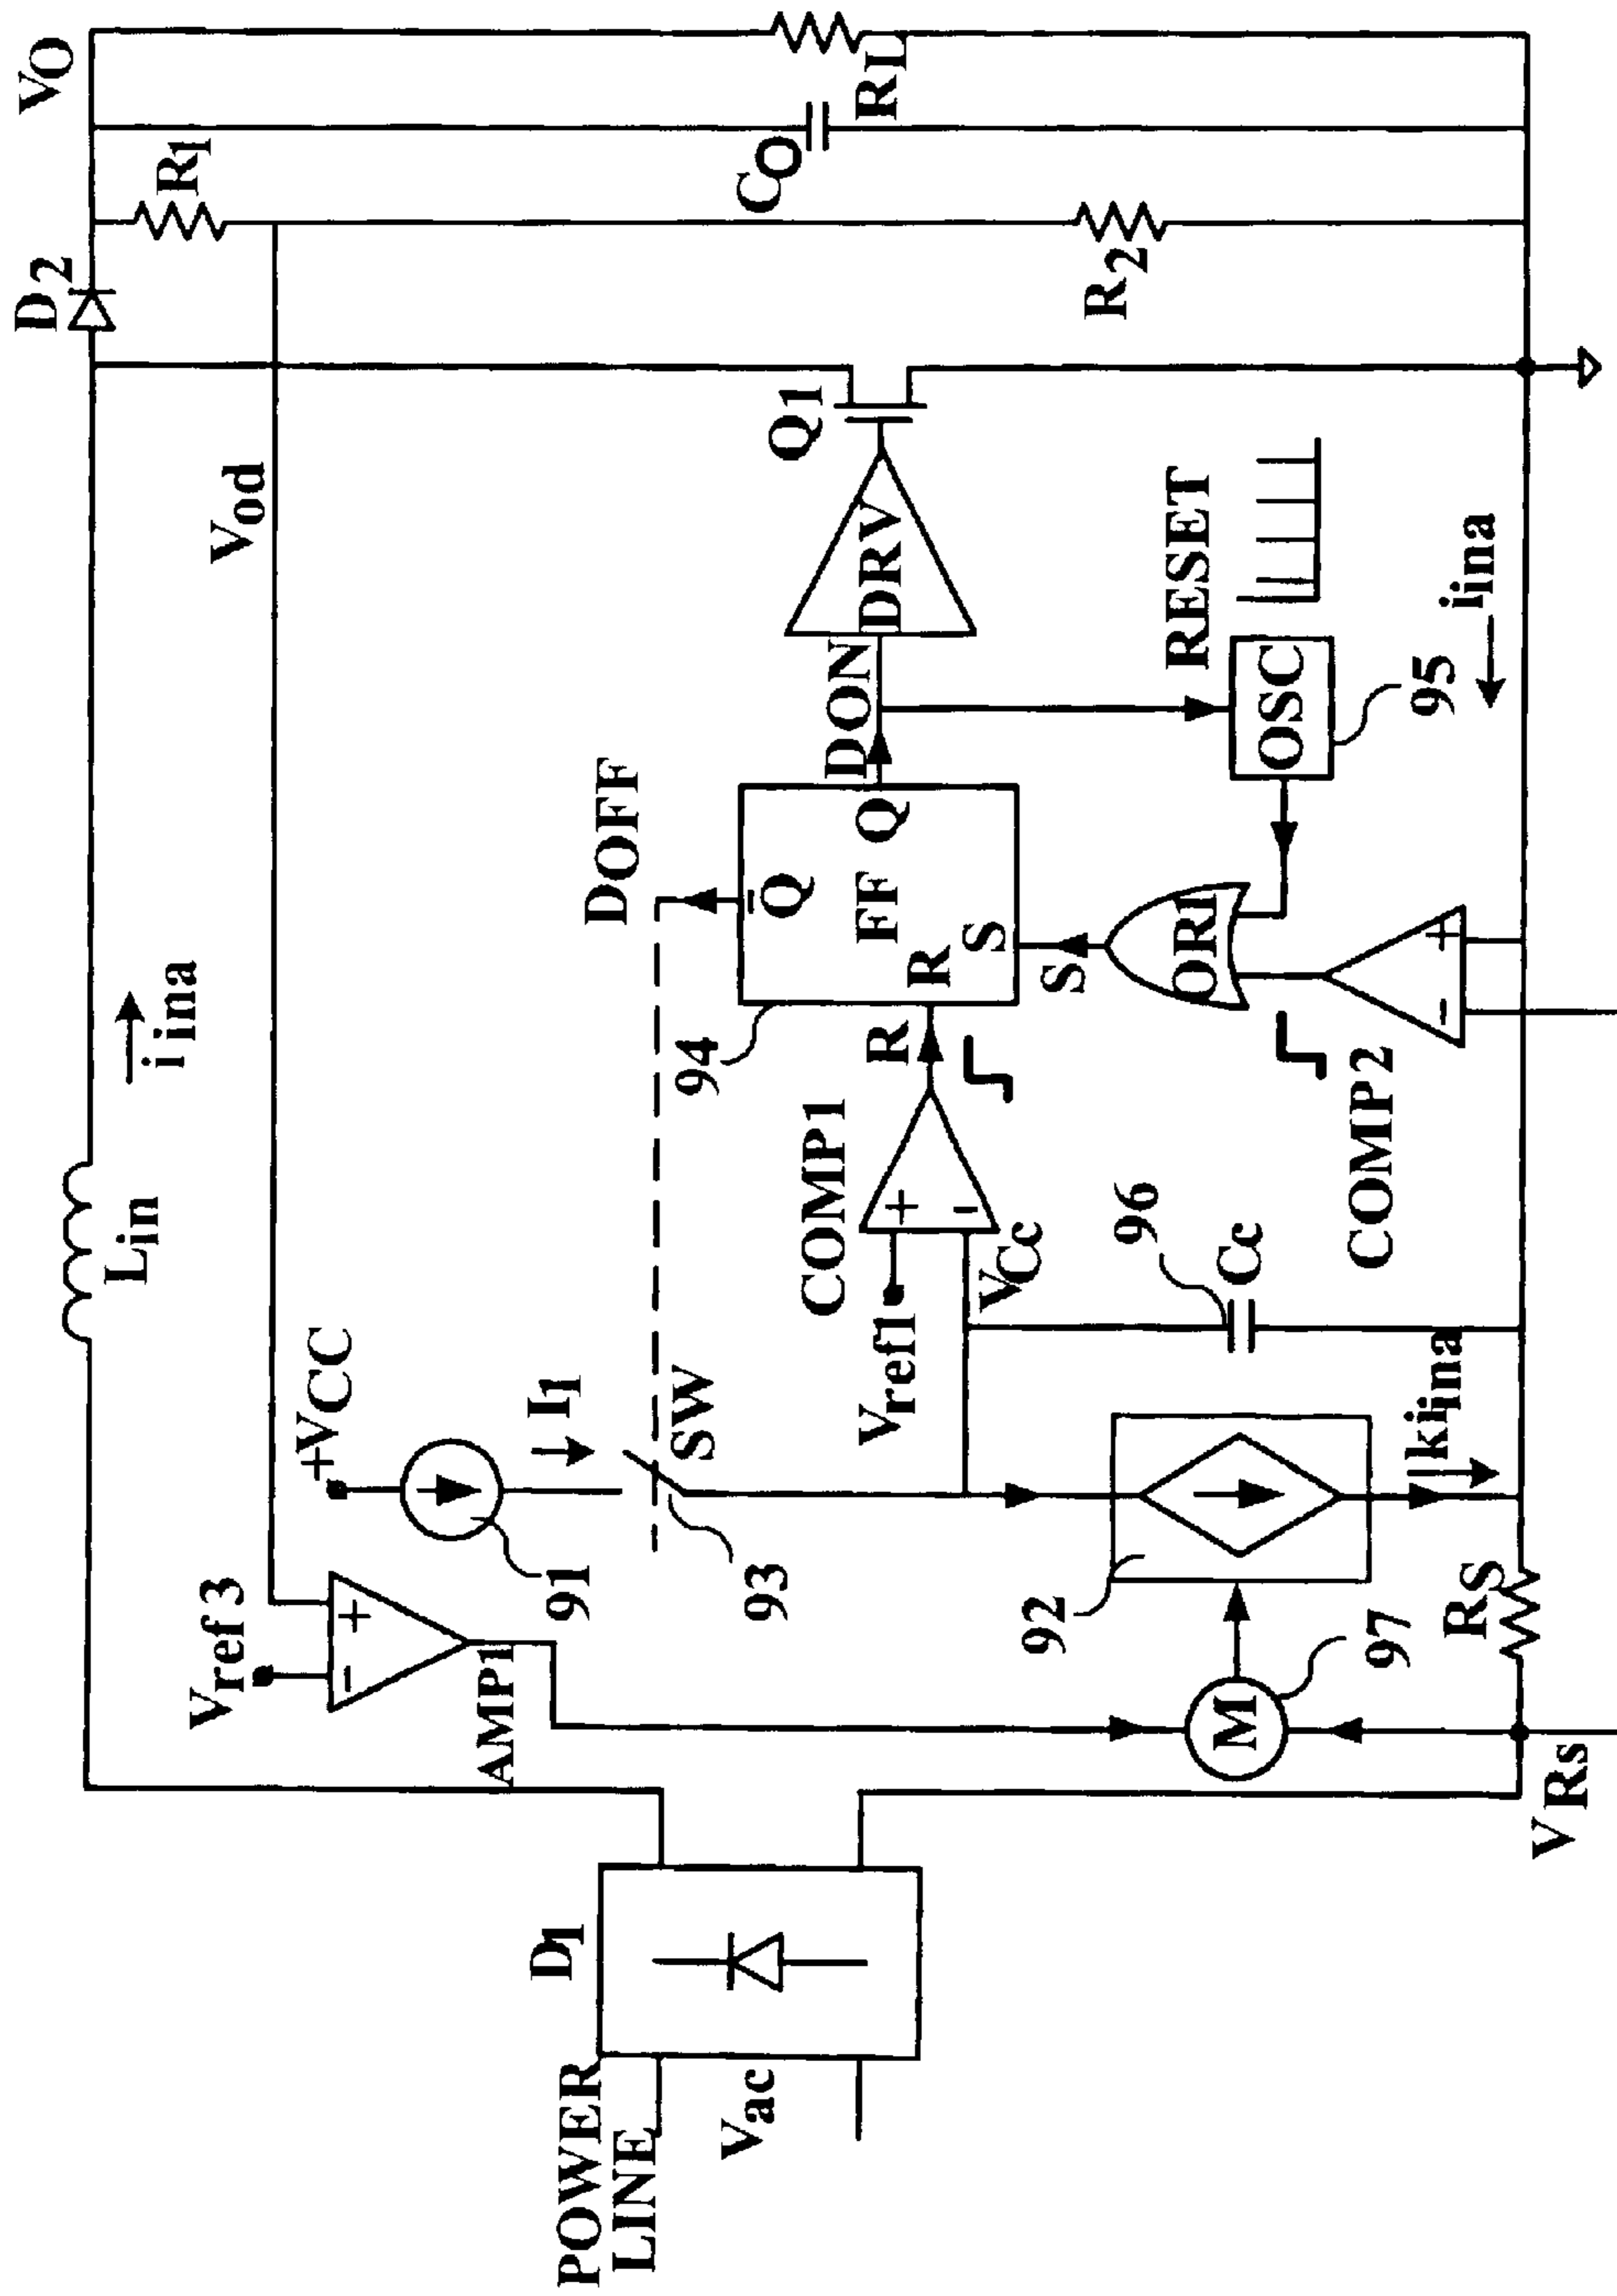 POWER
LINE
Vac
D1
Vref 3
AMP1
+VCC
91
I1
SW
93
92
M
97
RS
VRs
kiina
Lin
iina
Vod
Vref1
VCc
COMP1
+
-
96
Cc
R
94
DOFF
Q̄
FF Q
R
S
S
OR1
COMP2
-
+
-
+
DON
DRV
Q1
RESET
OSC
95
iina
D2
R1
R2
CO
RL
VO